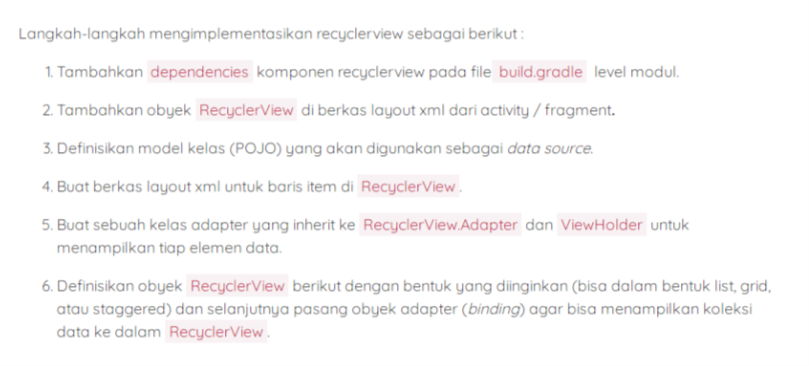 Langkah-langkah mengimplementasikan recyclerview sebagai berikut :
1. Tambahkan dependencies komponen recyclerview pada file build.gradle level modul.
2. Tambahkan obyek RecyclerView di berkas layout xml dari activity / fragment.
3. Definisikan model kelas (POJO) yang akan digunakan sebagai data source.
4. Buat berkas layout xml untuk baris item di RecyclerView.
5. Buat sebuah kelas adapter yang inherit ke RecyclerView.Adapter dan ViewHolder untuk
menampilkan tiap elemen data.
6. Definisikan obyek RecyclerView berikut dengan bentuk yang diinginkan (bisa dalam bentuk list, grid,
atau staggered) dan selanjutnya pasang obyek adapter (binding) agar bisa menampilkan koleksi
data ke dalam RecyclerView.